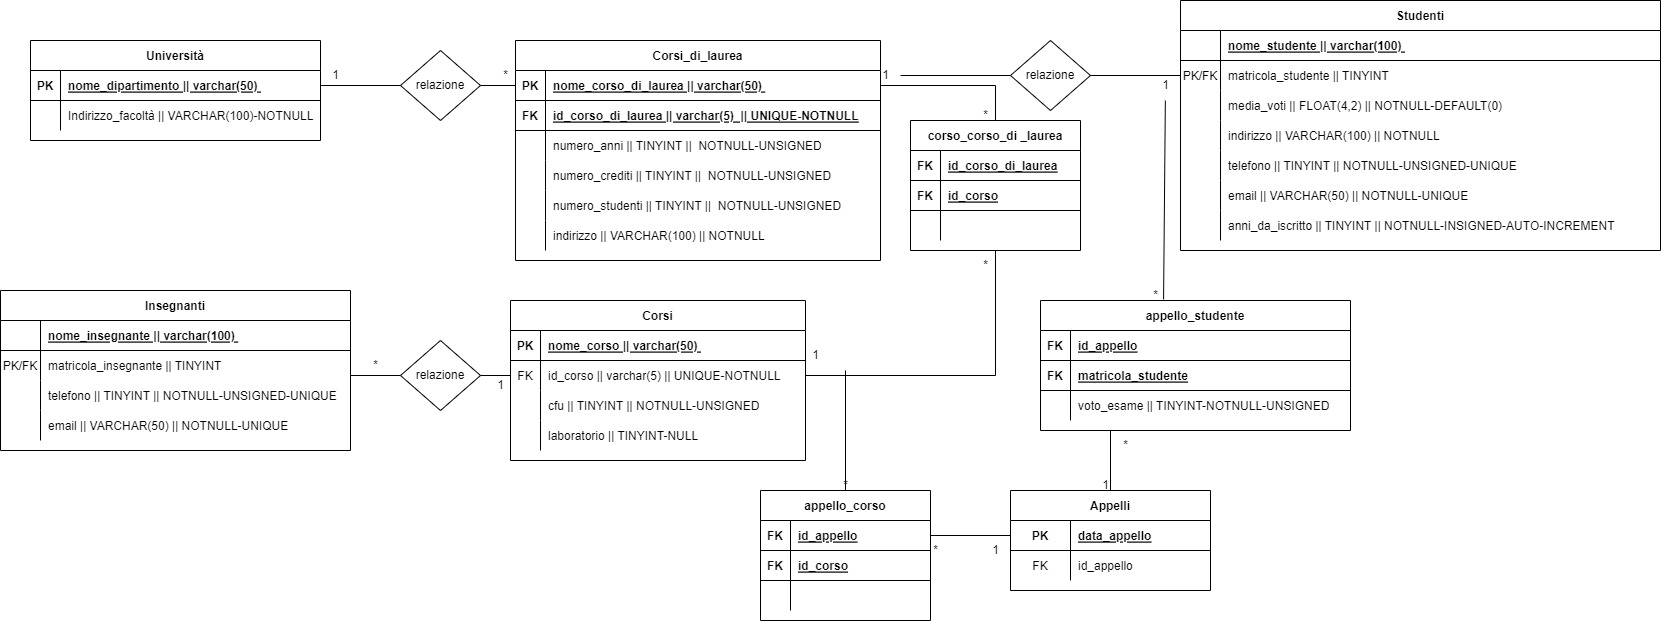 Università
PK nome_dipartimento || varchar(50)
Indirizzo_facoltà || VARCHAR(100)-NOTNULL
1
relazione
*
Corsi_di_laurea
PK nome_corso_di_laurea || varchar(50)
FK id_corso_di_laurea || varchar(5) || UNIQUE-NOTNULL
numero_anni || TINYINT || NOTNULL-UNSIGNED
numero_crediti || TINYINT || NOTNULL-UNSIGNED
numero_studenti || TINYINT || NOTNULL-UNSIGNED
indirizzo || VARCHAR(100) || NOTNULL
1
relazione
1
*
Studenti
nome_studente || varchar(100)
PK/FK matricola_studente || TINYINT
media_voti || FLOAT(4,2) || NOTNULL-DEFAULT(0)
indirizzo || VARCHAR(100) || NOTNULL
telefono || TINYINT || NOTNULL-UNSIGNED-UNIQUE
email || VARCHAR(50) || NOTNULL-UNIQUE
anni_da_iscritto || TINYINT || NOTNULL-INSIGNED-AUTO-INCREMENT
corso_corso_di _laurea
FK id_corso_di_laurea
FK id_corso
*
*
Insegnanti
nome_insegnante || varchar(100)
PK/FK matricola_insegnante || TINYINT
telefono || TINYINT || NOTNULL-UNSIGNED-UNIQUE
email || VARCHAR(50) || NOTNULL-UNIQUE
*
relazione
1
Corsi
PK nome_corso || varchar(50)
FK id_corso || varchar(5) || UNIQUE-NOTNULL
cfu || TINYINT || NOTNULL-UNSIGNED
laboratorio || TINYINT-NULL
1
appello_studente
FK id_appello
FK matricola_studente
voto_esame || TINYINT-NOTNULL-UNSIGNED
*
1
*
appello_corso
FK id_appello
FK id_corso
*
1
Appelli
PK data_appello
FK id_appello